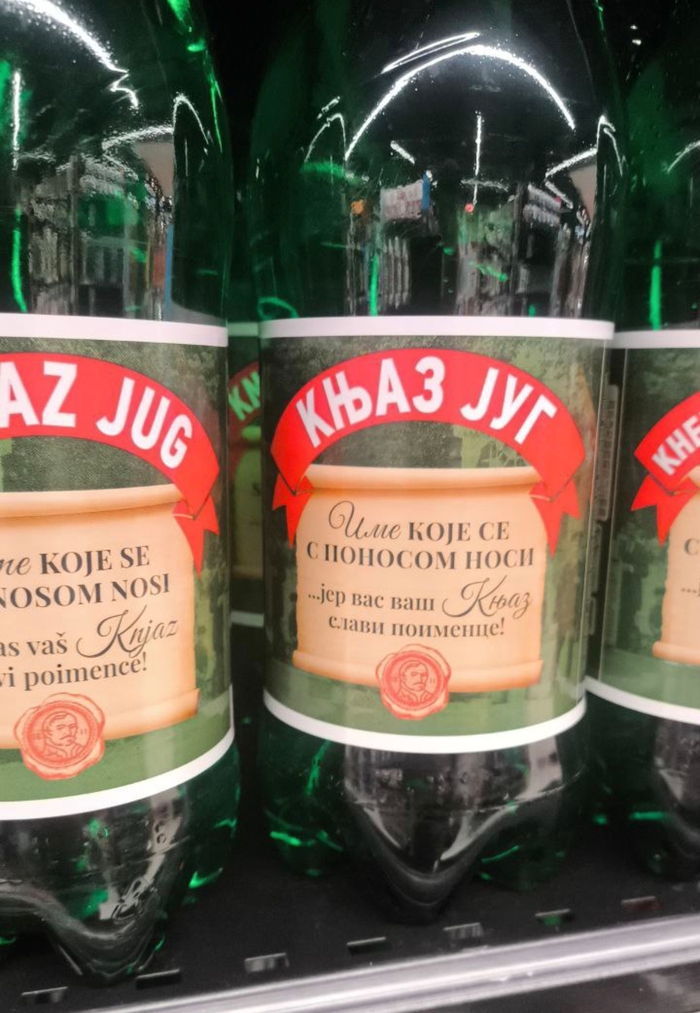 AZ JUG
KOJE SE
NOSOM NOSI
vaš Knjaz
poimence!
КЊАЗ ЈУГ
Име КОЈЕ СЕ
С ПОНОСОМ НОСИ
...јер вас ваш Књаз
слави поименце!